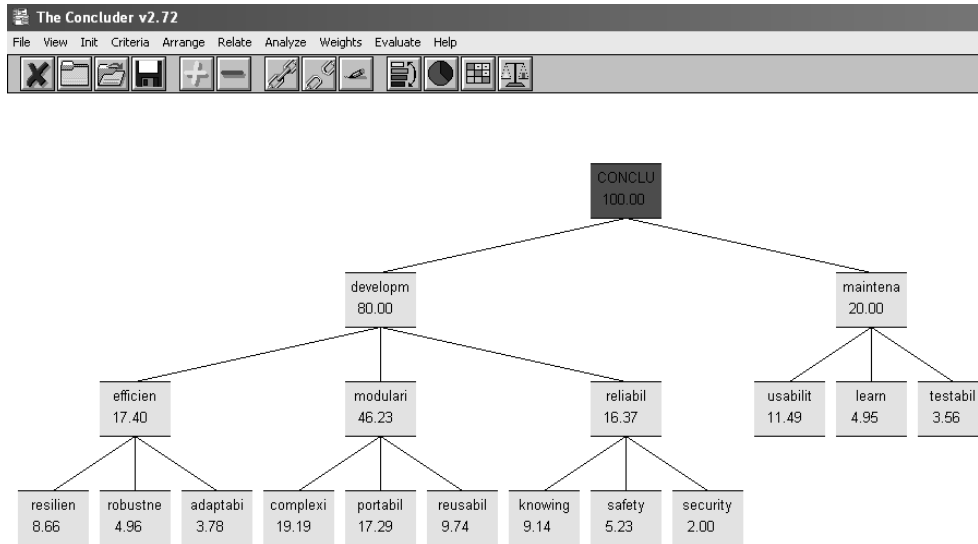 The Concluder v2.72
File View Init Criteria Arrange Relate Analyze Weights Evaluate Help
CONCLU
100.00
developm
80.00
maintena
20.00
efficien
17.40
modulari
46.23
reliabil
16.37
usabilit
11.49
learn
4.95
testabil
3.56
resilien
8.66
robustne
4.96
adaptabi
3.78
complexi
19.19
portabil
17.29
reusabil
9.74
knowing
9.14
safety
5.23
security
2.00